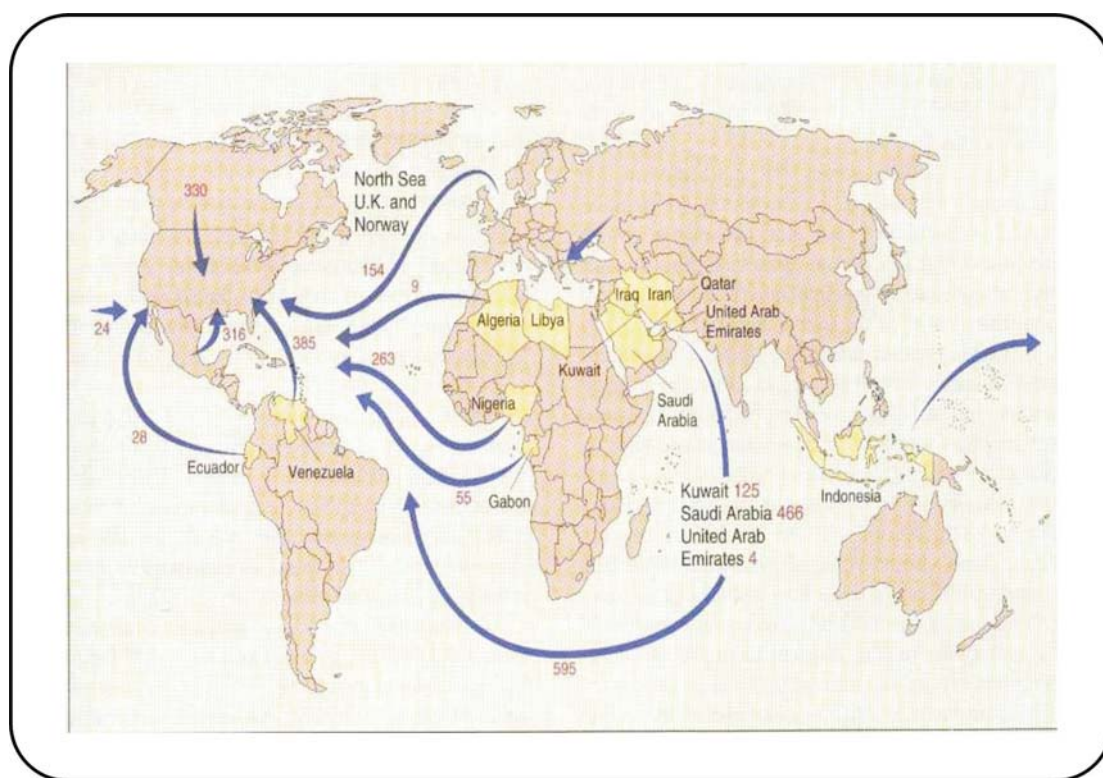 330
North Sea
U.K. and
Norway
154
9
24
316
385
263
28
Ecuador
Venezuela
Algeria
Libya
Iraq
Iran
Qatar
United Arab
Emirates
Kuwait
Saudi
Arabia
Nigeria
Gabon
55
Indonesia
Kuwait 125
Saudi Arabia 466
United Arab
Emirates 4
595